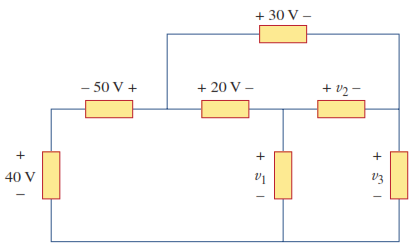 + 30 V –
– 50 V +
+ 20 V –
+ v₂ –
+
40 V
–
+
v₁
–
+
v₃
–